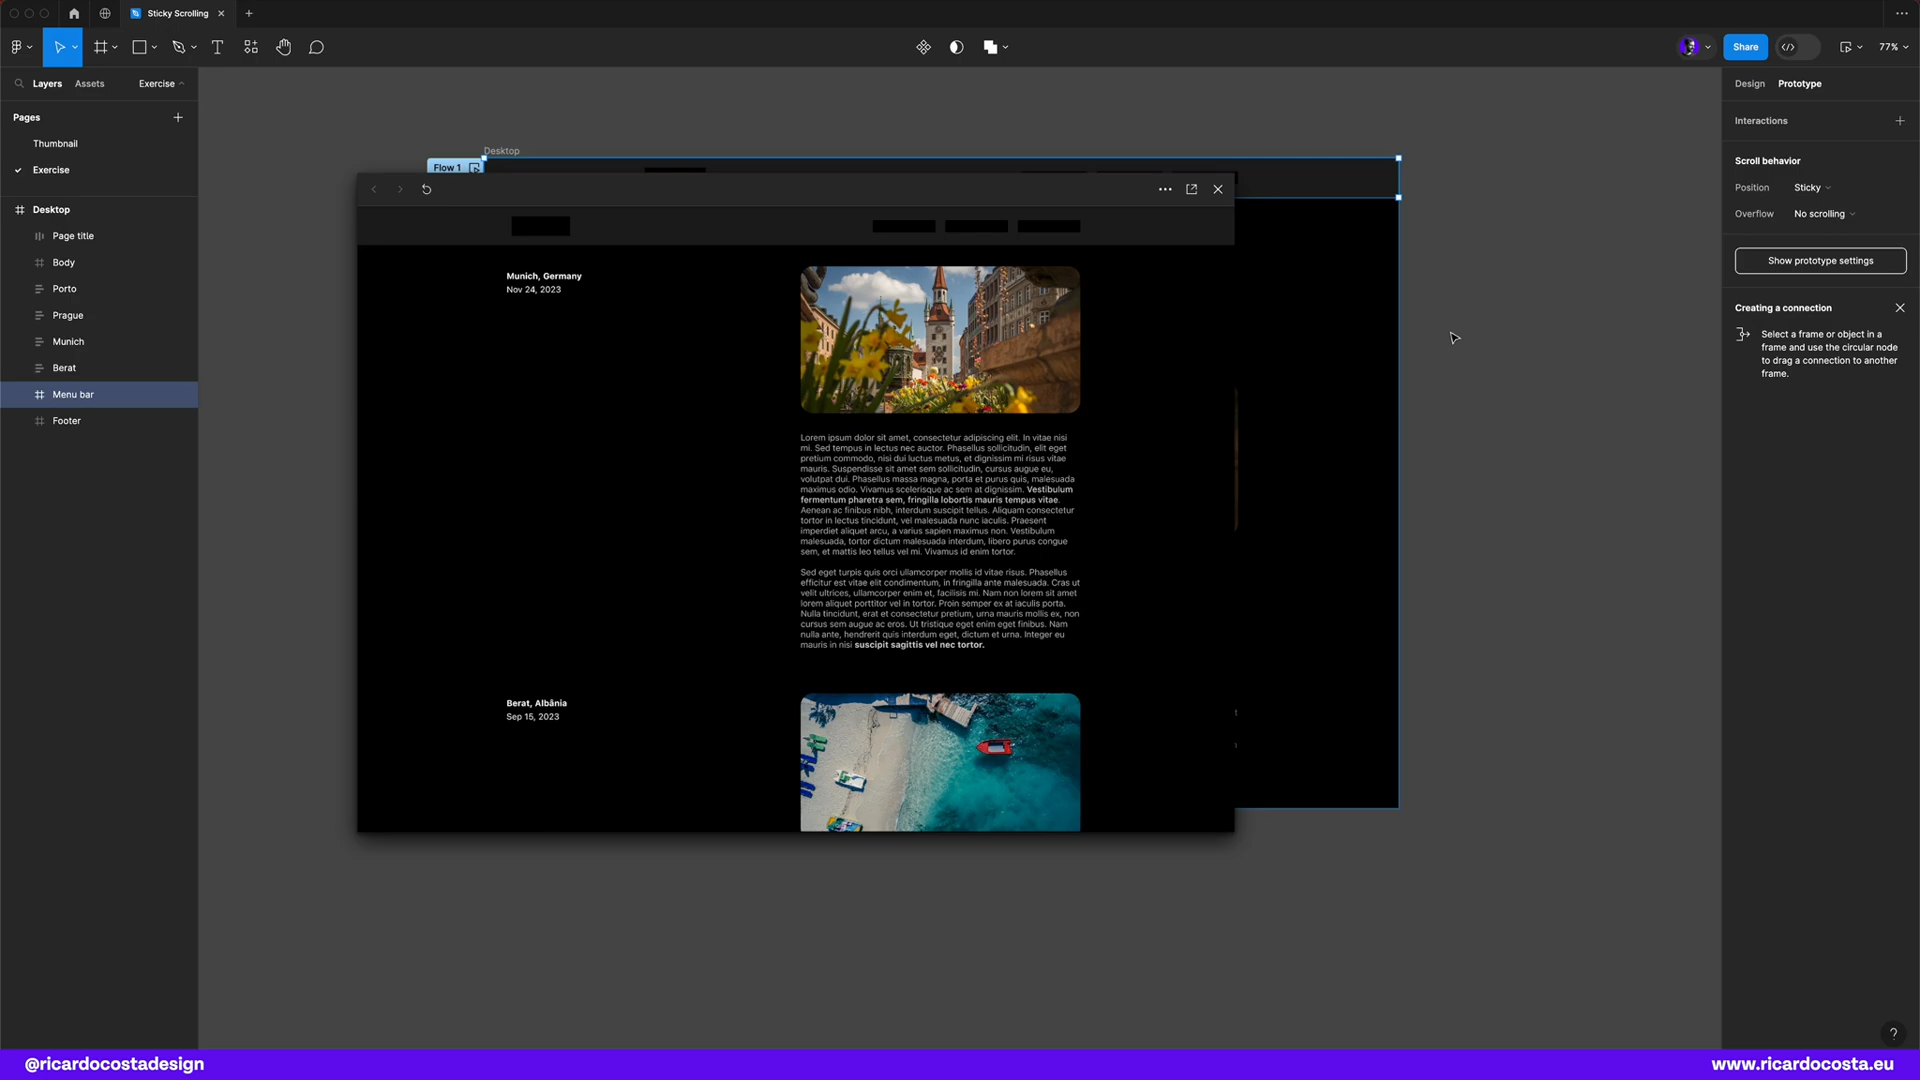 Sticky Scrolling
Share
77%
Layers
Assets
Exercise
Pages
Thumbnail
Exercise
Desktop
Page title
Body
Porto
Prague
Munich
Berat
Menu bar
Footer
Desktop
Flow 1
Munich, Germany
Nov 24, 2023
Lorem ipsum dolor sit amet, consectetur adipiscing elit. In vitae nisi
mi. Sed tempus in lectus nec auctor. Phasellus sollicitudin, elit eget
pretium commodo, nisi dui luctus metus, et dignissim mi risus vitae
mauris. Suspendisse sit amet sem sollicitudin, cursus augue eu,
volutpat dui. Phasellus massa magna, porta et purus quis, malesuada
maximus odio. Vivamus scelerisque ac sem at dignissim. Vestibulum
fermentum pharetra sem, fringilla lobortis mauris tempus vitae.
Aenean ac finibus nibh, interdum suscipit tellus. Aliquam consectetur
tortor in lectus tincidunt, vel malesuada nunc iaculis. Praesent
imperdiet aliquet arcu, a varius sapien maximus non. Vestibulum
malesuada, tortor dictum malesuada interdum, libero purus congue
sem, et mattis leo tellus vel mi. Vivamus id enim tortor.
Sed eget turpis quis orci ullamcorper mollis id vitae risus. Phasellus
efficitur est vitae elit condimentum, in fringilla ante malesuada. Cras ut
velit ultrices, ullamcorper enim et, facilisis mi. Nam non lorem sit amet
lorem aliquet porttitor vel in tortor. Proin semper ex at iaculis porta.
Nulla tincidunt, erat et consectetur pretium, urna mauris mollis ex, non
cursus sem augue ac eros. Ut tristique eget enim eget finibus. Nam
nulla ante, hendrerit quis interdum eget, dictum et urna. Integer eu
mauris in nisi suscipit sagittis vel nec tortor.
Berat, Albânia
Sep 15, 2023
Design
Prototype
Interactions
Scroll behavior
Position Sticky
Overflow No scrolling
Show prototype settings
Creating a connection
Select a frame or object in a
frame and use the circular node
to drag a connection to another
frame.
?
@ricardocostadesign
www.ricardocosta.eu